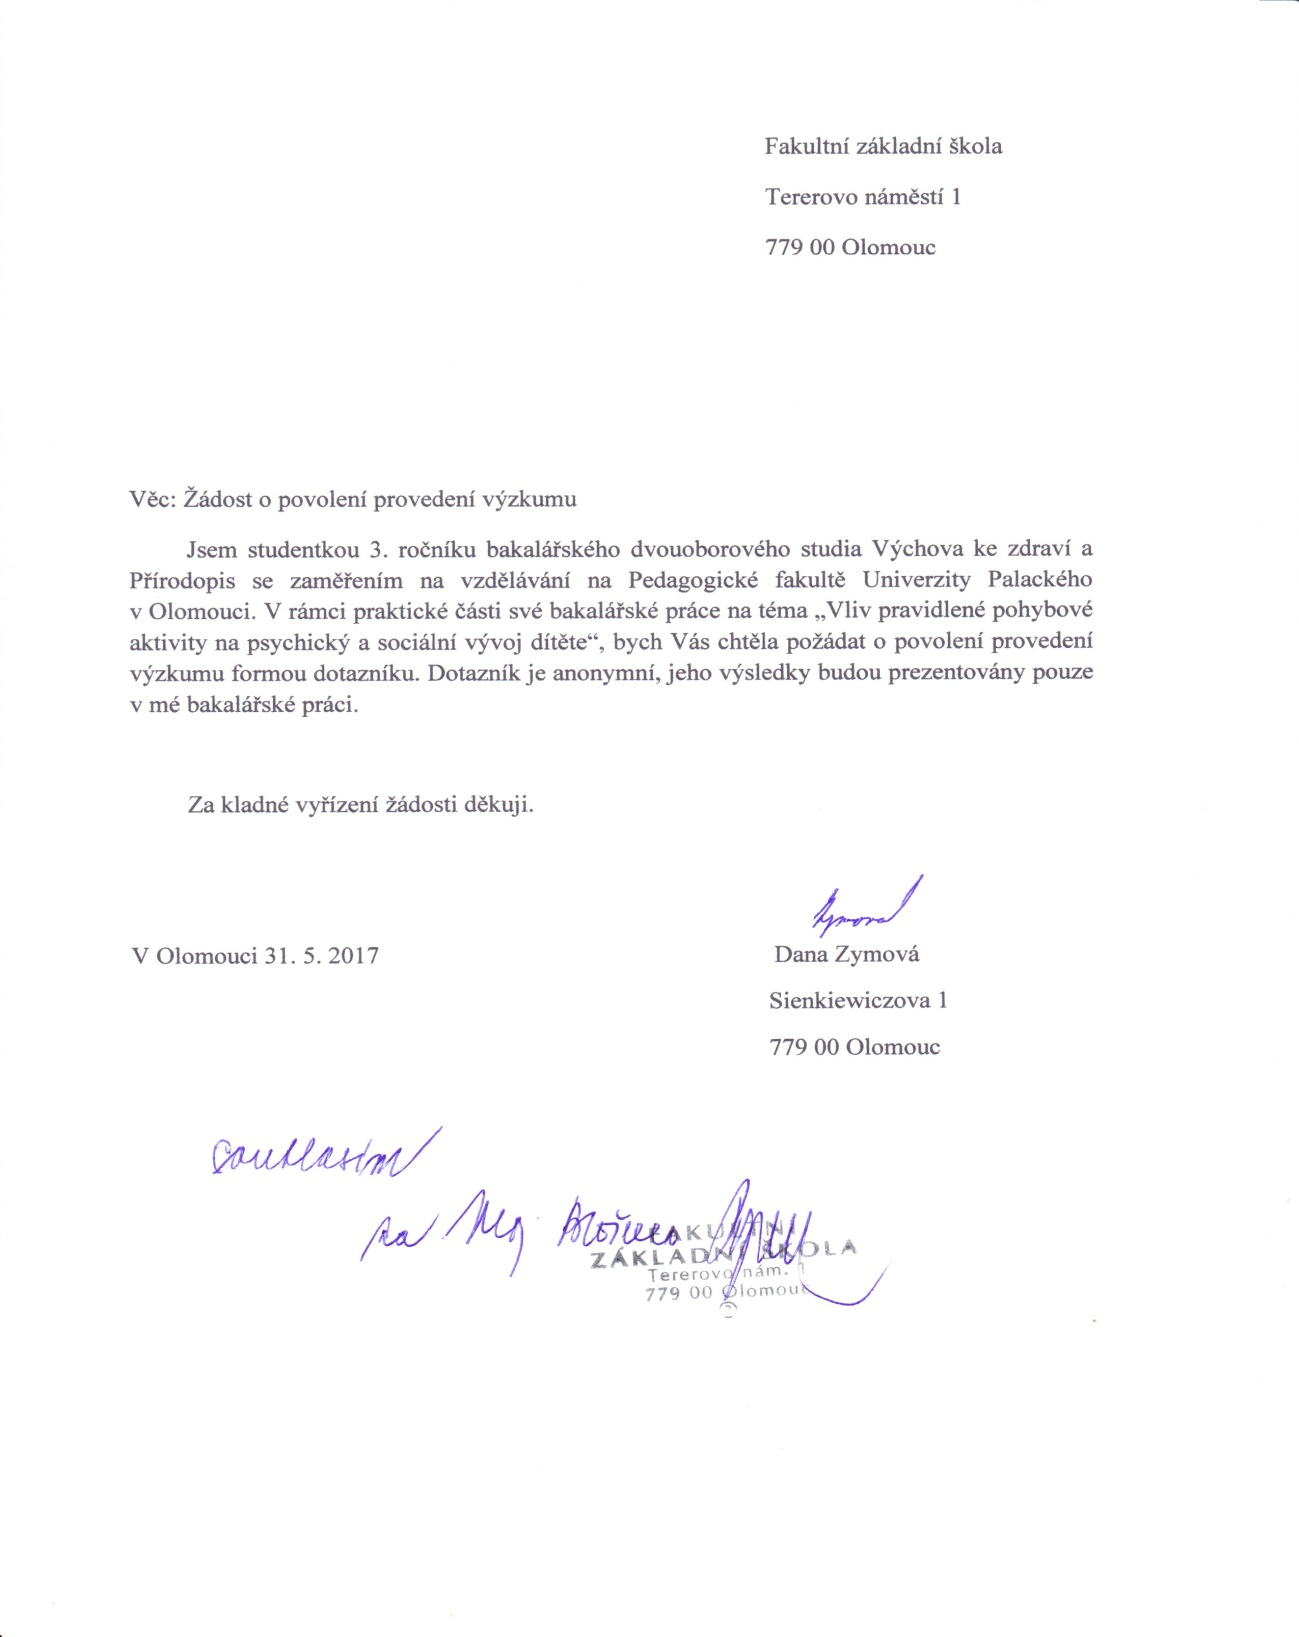 Fakultní základní škola
Tererovo náměstí 1
779 00 Olomouc
Věc: Žádost o povolení provedení výzkumu
Jsem studentkou 3. ročníku bakalářského dvouoborového studia Výchova ke zdraví a
Přírodopis se zaměřením na vzdělávání na Pedagogické fakultě Univerzity Palackého
v Olomouci. V rámci praktické části své bakalářské práce na téma „Vliv pravidlené pohybové
aktivity na psychický a sociální vývoj dítěte“, bych Vás chtěla požádat o povolení provedení
výzkumu formou dotazníku. Dotazník je anonymní, jeho výsledky budou prezentovány pouze
v mé bakalářské práci.
Za kladné vyřízení žádosti děkuji.
V Olomouci 31. 5. 2017
Dana Zymová
Sienkiewiczova 1
779 00 Olomouc
souhlasím
za Mgr.
FAKULTNÍ
ZÁKLADNÍ ŠKOLA
Tererovo nám. 1
779 00 Olomouc